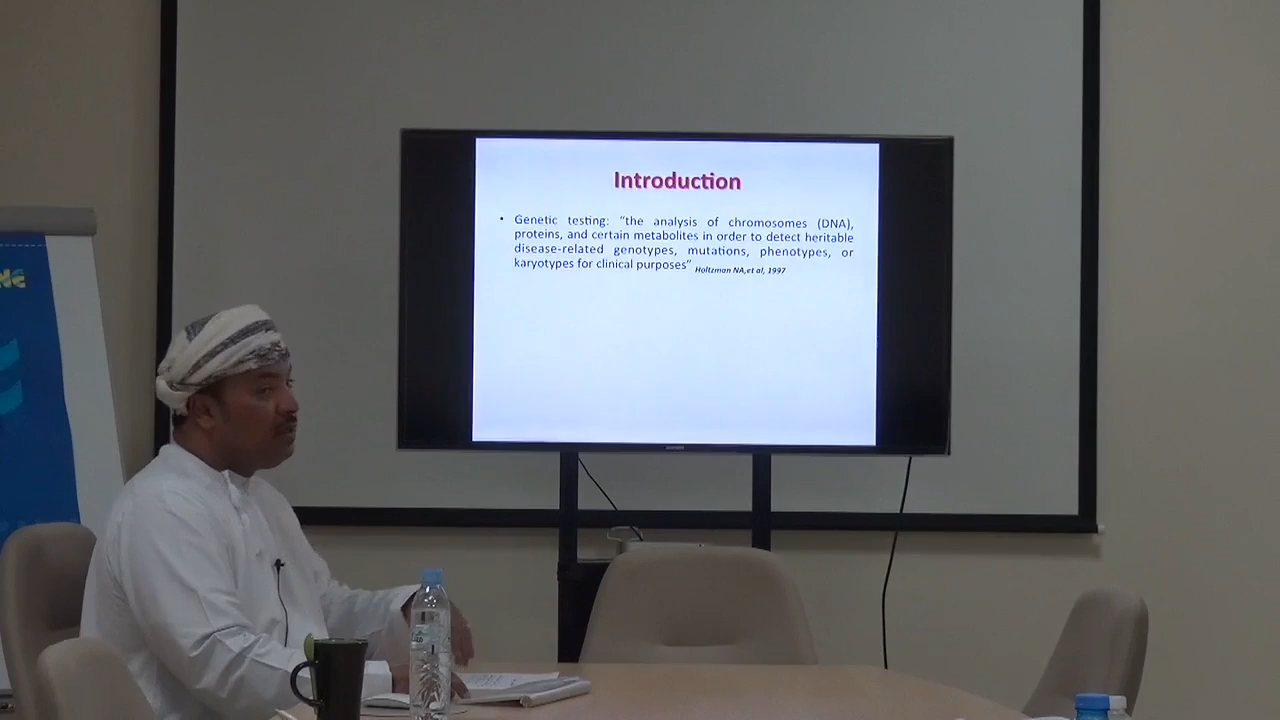 Introduction
• Genetic testing: “the analysis of chromosomes (DNA),
proteins, and certain metabolites in order to detect heritable
disease-related genotypes, mutations, phenotypes, or
karyotypes for clinical purposes” Holtzman NA,et al, 1997